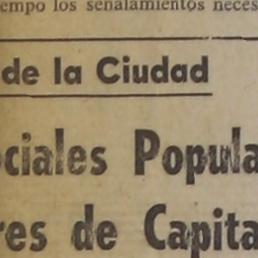 empo los señalamientos neces
de la Ciudad
ciales Popula
res de Capita